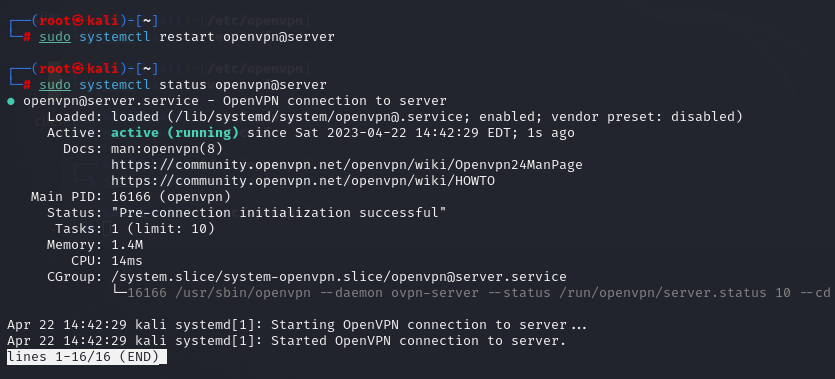 ┌──(root㉿kali)-[~]
└─# sudo systemctl restart openvpn@server
┌──(root㉿kali)-[~]
└─# sudo systemctl status openvpn@server
● openvpn@server.service - OpenVPN connection to server
Loaded: loaded (/lib/systemd/system/openvpn@.service; enabled; vendor preset: disabled)
Active: active (running) since Sat 2023-04-22 14:42:29 EDT; 1s ago
Docs: man:openvpn(8)
https://community.openvpn.net/openvpn/wiki/Openvpn24ManPage
https://community.openvpn.net/openvpn/wiki/HOWTO
Main PID: 16166 (openvpn)
Status: "Pre-connection initialization successful"
Tasks: 1 (limit: 10)
Memory: 1.4M
CPU: 14ms
CGroup: /system.slice/system-openvpn.slice/openvpn@server.service
└─16166 /usr/sbin/openvpn --daemon ovpn-server --status /run/openvpn/server.status 10 --cd
Apr 22 14:42:29 kali systemd[1]: Starting OpenVPN connection to server...
Apr 22 14:42:29 kali systemd[1]: Started OpenVPN connection to server.
lines 1-16/16 (END)